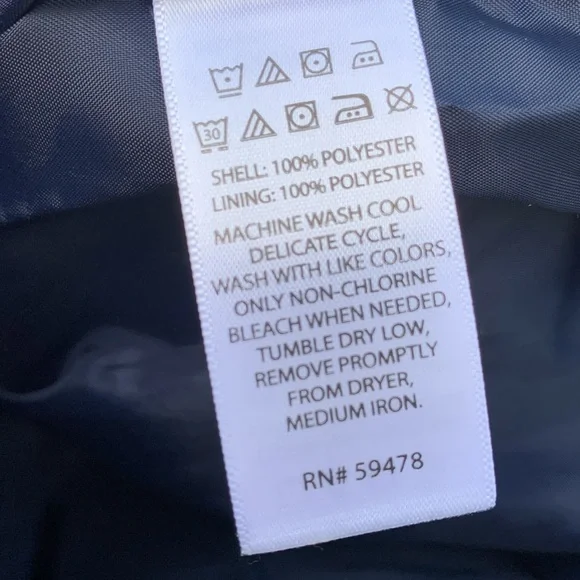 30
SHELL: 100% POLYESTER
LINING: 100% POLYESTER
MACHINE WASH COOL
DELICATE CYCLE,
WASH WITH LIKE COLORS,
ONLY NON-CHLORINE
BLEACH WHEN NEEDED,
TUMBLE DRY LOW,
REMOVE PROMPTLY
FROM DRYER,
MEDIUM IRON.
RN# 59478